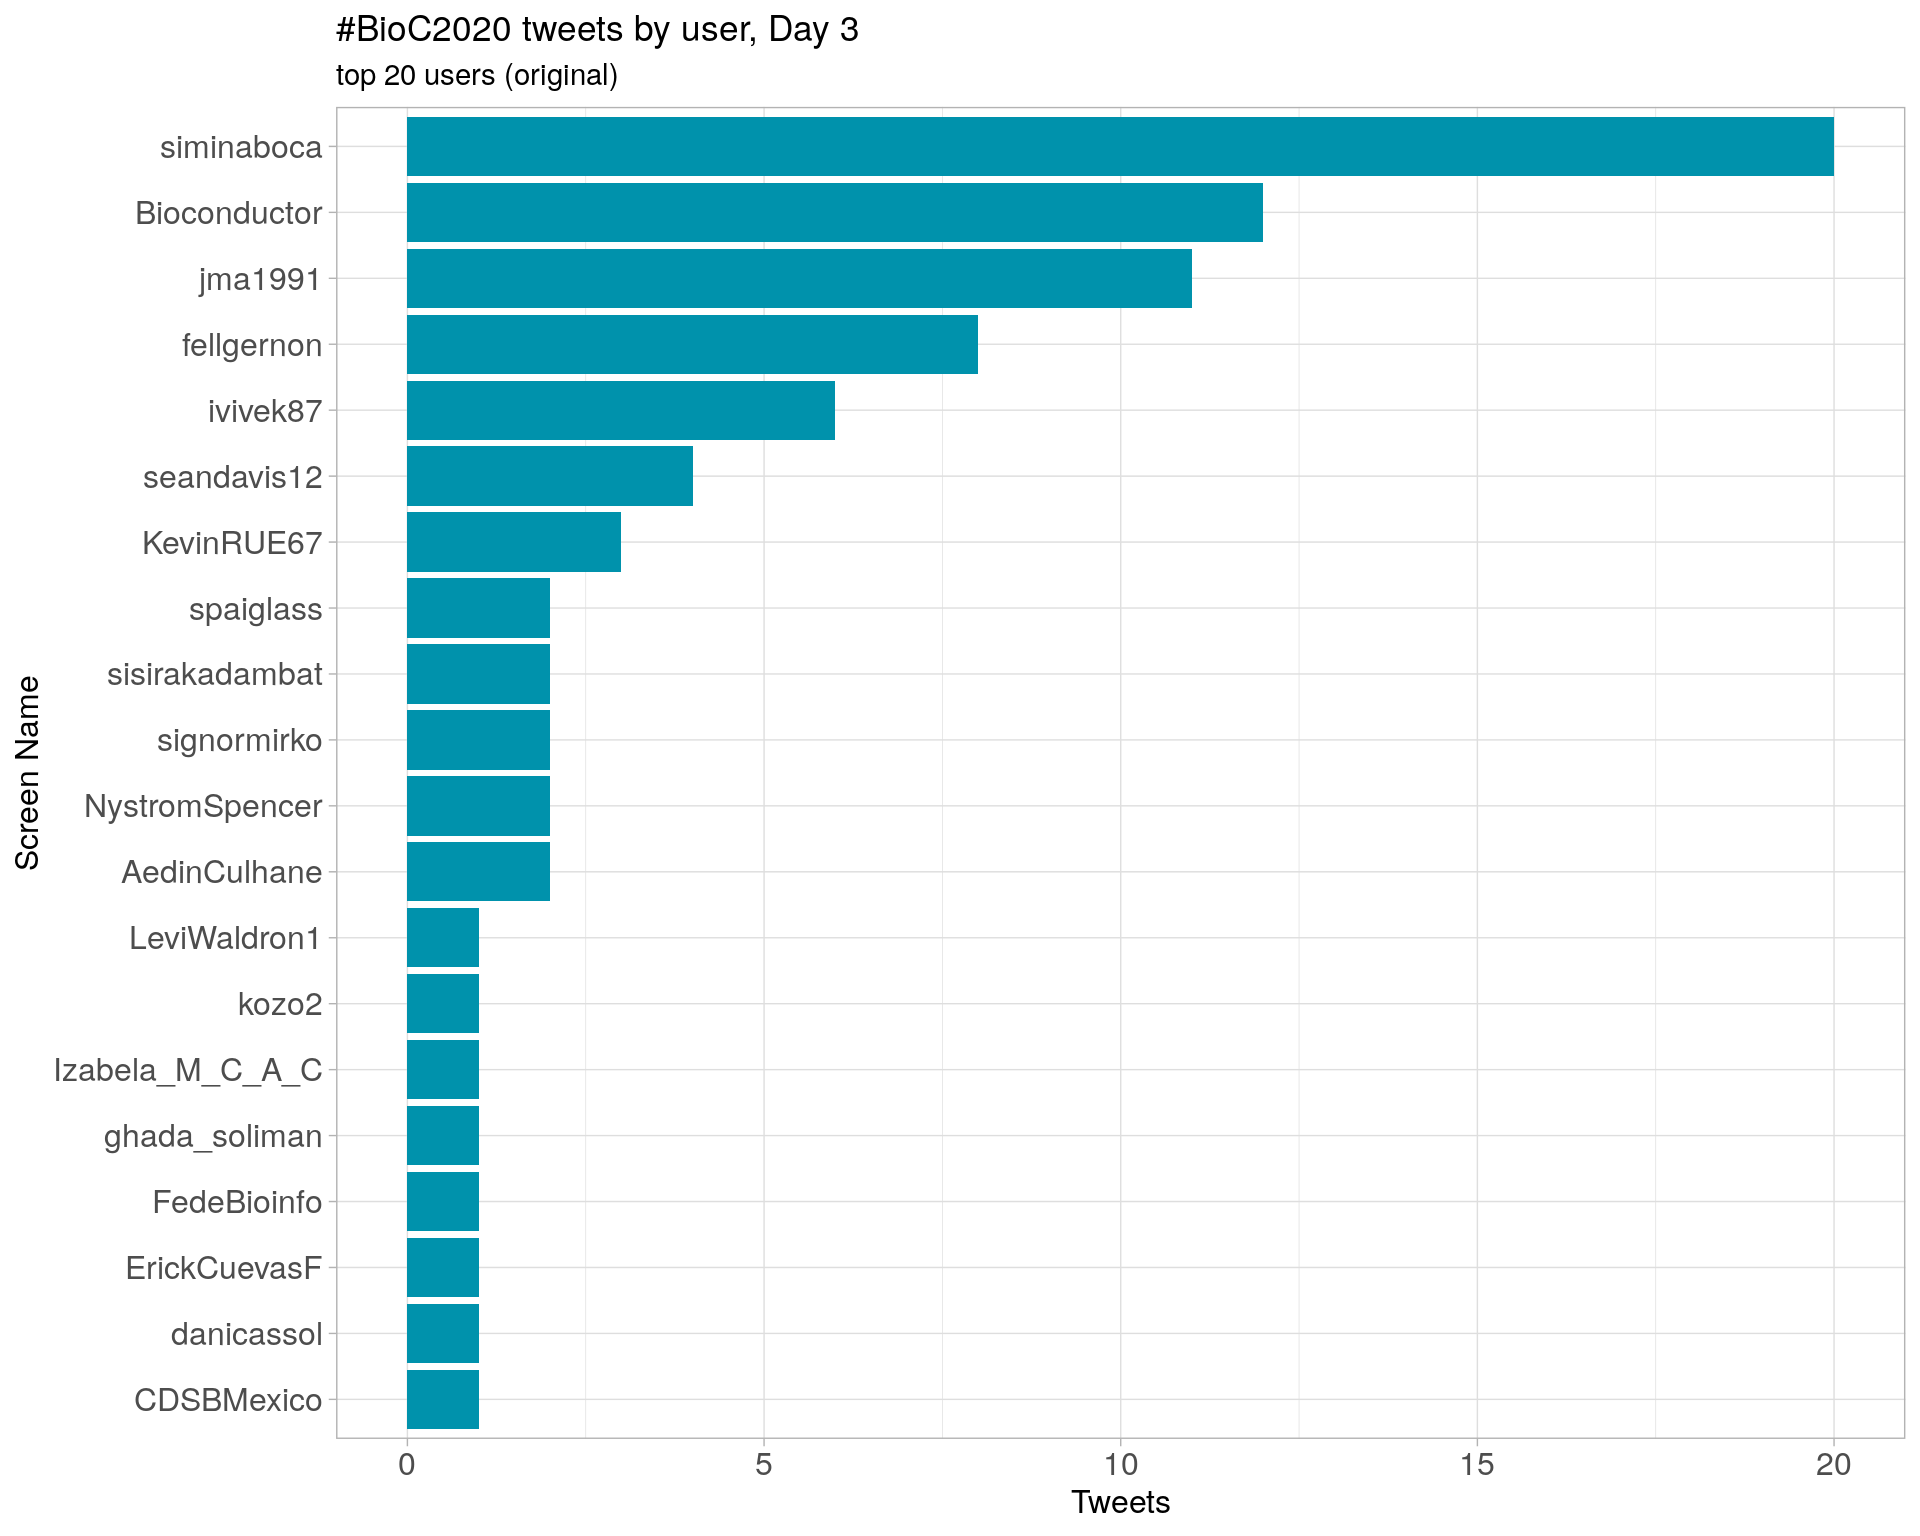 #BioC2020 tweets by user, Day 3
top 20 users (original)
Screen Name
siminaboca
Bioconductor
jma1991
fellgernon
ivivek87
seandavis12
KevinRUE67
spaiglass
sisirakadambat
signormirko
NystromSpencer
AedinCulhane
LeviWaldron1
kozo2
Izabela_M_C_A_C
ghada_soliman
FedeBioinfo
ErickCuevasF
danicassol
CDSBMexico
0 5 10 15 20
Tweets